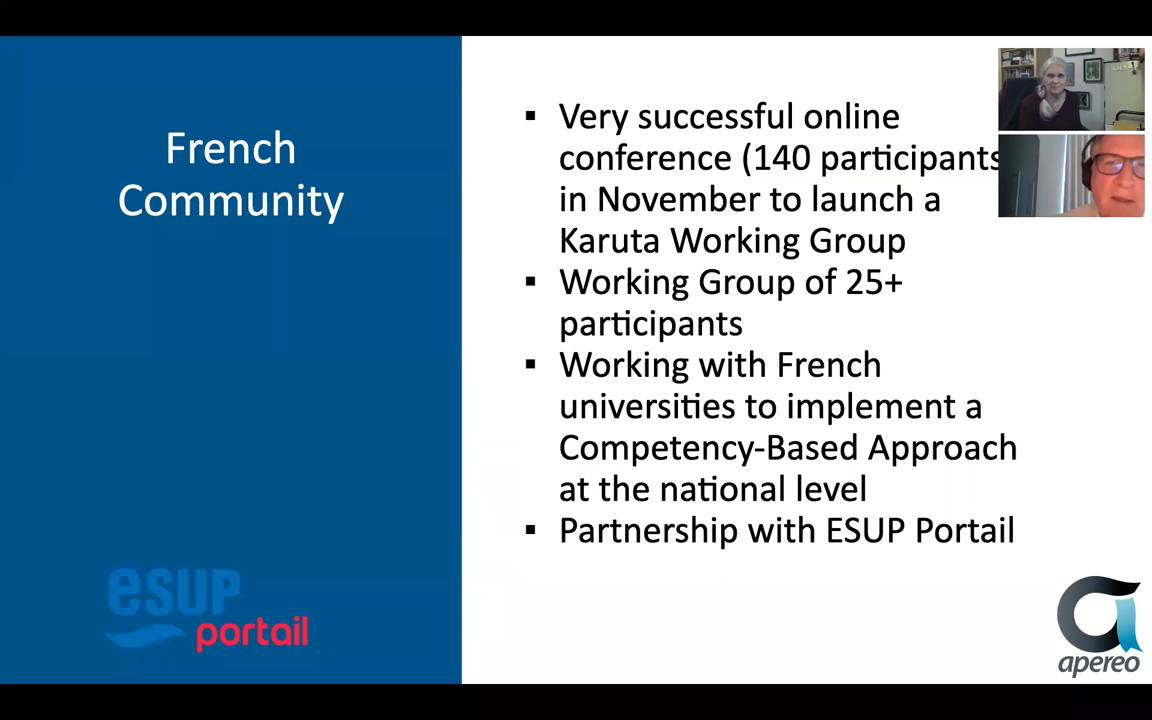 French
Community
▪ Very successful online
conference (140 participants
in November to launch a
Karuta Working Group
▪ Working Group of 25+
participants
▪ Working with French
universities to implement a
Competency-Based Approach
at the national level
▪ Partnership with ESUP Portail
esup
portail
apereo